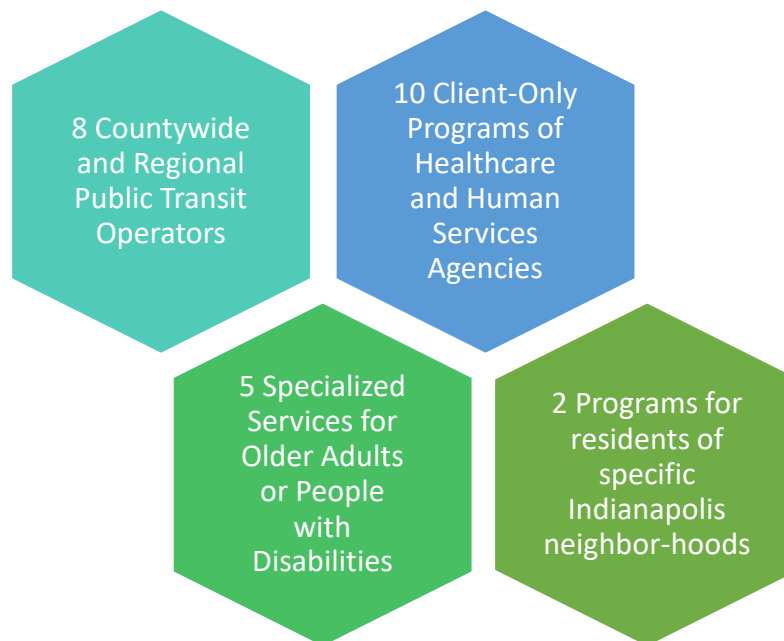 8 Countywide
and Regional
Public Transit
Operators
10 Client-Only
Programs of
Healthcare
and Human
Services
Agencies
5 Specialized
Services for
Older Adults
or People
with
Disabilities
2 Programs for
residents of
specific
Indianapolis
neighbor-hoods